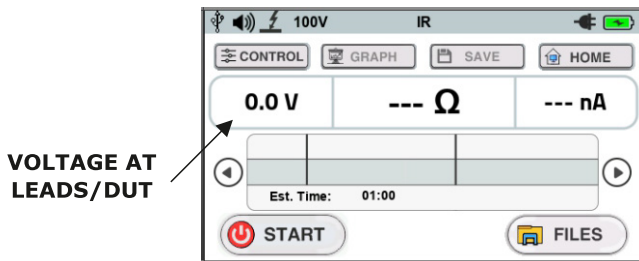 100V IR
CONTROL GRAPH SAVE HOME
0.0 V --- Ω --- nA
VOLTAGE AT
LEADS/DUT
Est. Time: 01:00
START FILES